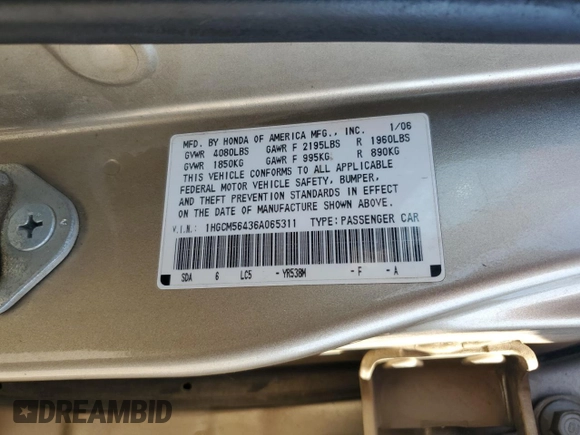 MFD. BY HONDA OF AMERICA MFG., INC. 1/06
GVWR 4080LBS GAWR F 2195LBS R 1960LBS
GVWR 1850KG GAWR F 995KG R 890KG
THIS VEHICLE CONFORMS TO ALL APPLICABLE
FEDERAL MOTOR VEHICLE SAFETY, BUMPER,
AND THEFT PREVENTION STANDARDS IN EFFECT
ON THE DATE OF MANUFACTURE SHOWN ABOVE.
V.I.N.: 1HGCM56436A065311 TYPE: PASSENGER CAR
SDA 6 LC5 - YR538M - F - A
DREAMBID